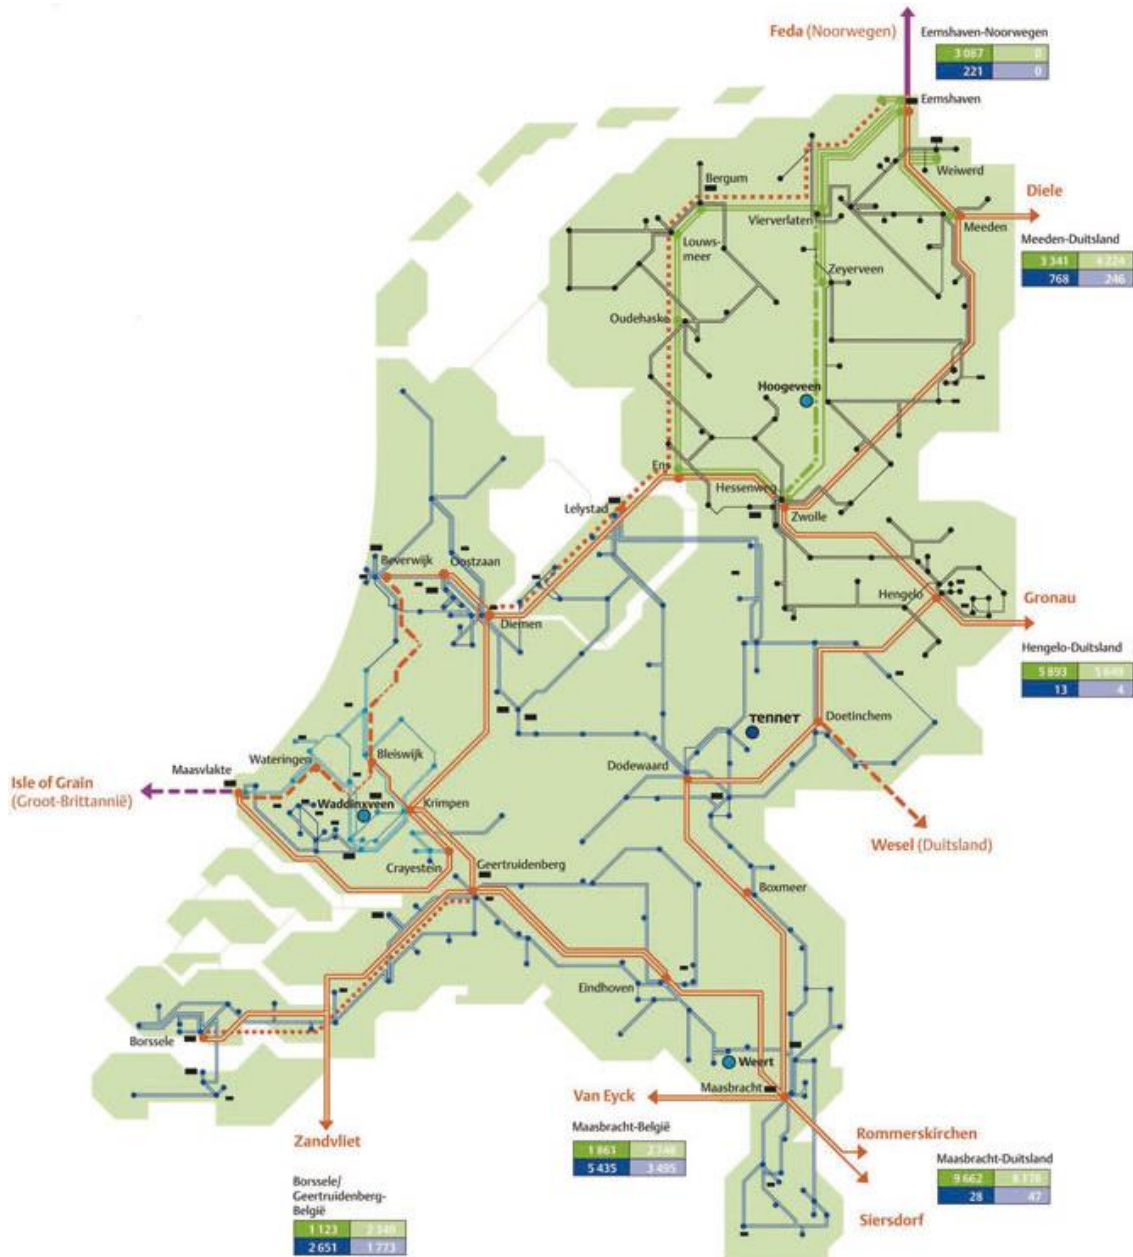 Feda (Noorwegen)
Eemshaven-Noorwegen
3 087 0
221 0
Eemshaven
Weiwerd
Bergum
Diele
Vierverlaten
Meeden
Louws-
meer
Meeden-Duitsland
3 341 4 224
768 246
Zeyerveen
Oudehaske
Hoogeveen
Ens
Hessenweg
Lelystad
Zwolle
Beverwijk
Oostzaan
Hengelo
Gronau
Diemen
Hengelo-Duitsland
5 893
13 4
TenneT
Doetinchem
Bleiswijk
Wateringen
Maasvlakte
Dodewaard
Isle of Grain
(Groot-Brittannië)
Waddinxveen
Krimpen
Wesel (Duitsland)
Crayestein
Geertruidenberg
Boxmeer
Eindhoven
Borssele
Weert
Maasbracht
Van Eyck
Zandvliet
Maasbracht-België
1 861
5 435 3 495
Rommerskirchen
Maasbracht-Duitsland
9 662
28 47
Siersdorf
Borssele/
Geertruidenberg-
België
1 123
2 651 1 773